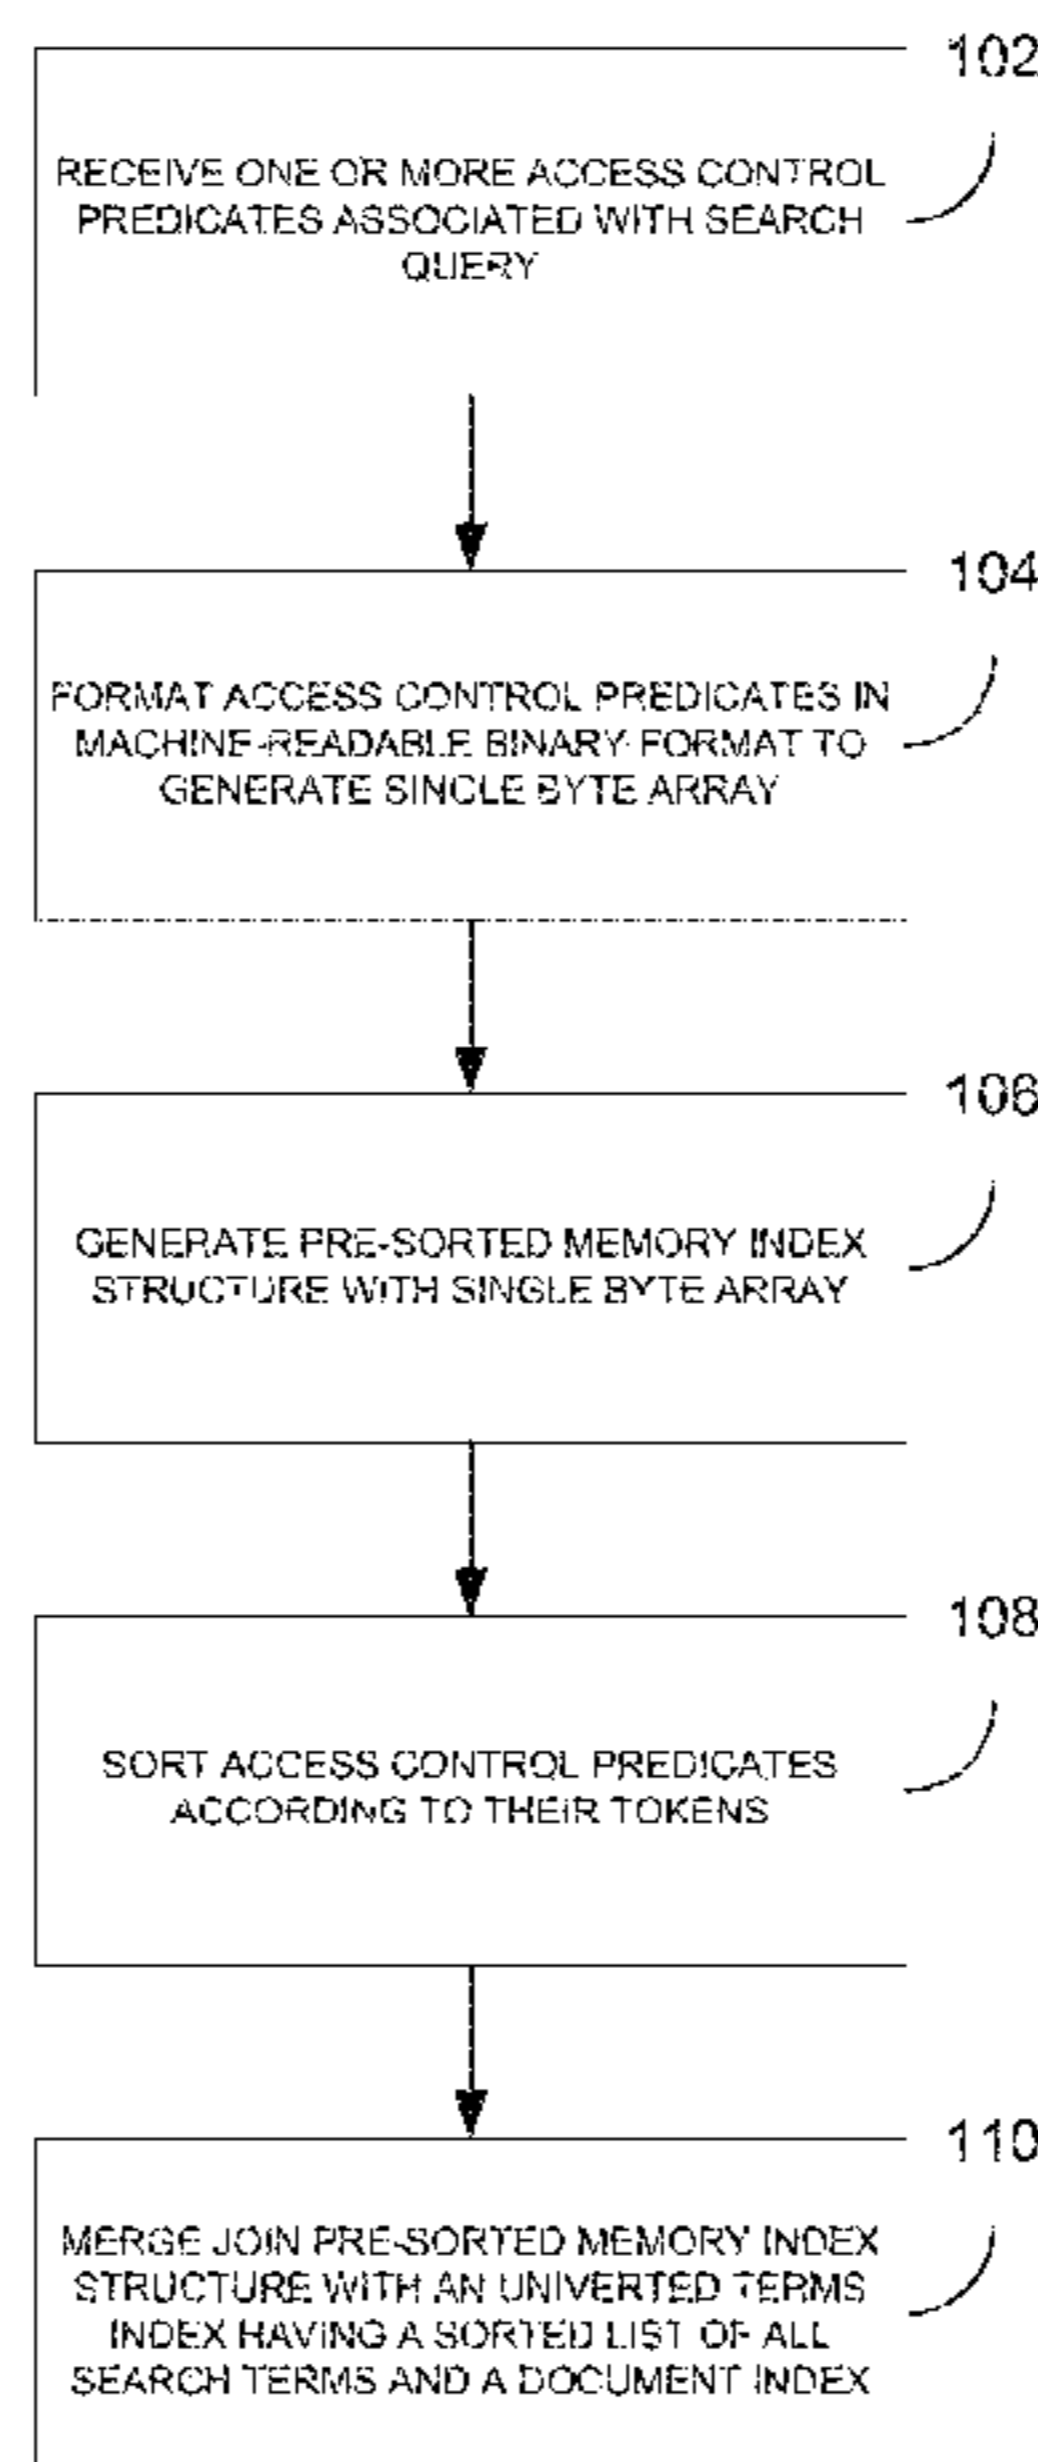 102
RECEIVE ONE OR MORE ACCESS CONTROL
PREDICATES ASSOCIATED WITH SEARCH
QUERY
104
FORMAT ACCESS CONTROL PREDICATES IN
MACHINE-READABLE BINARY FORMAT TO
GENERATE SINGLE BYTE ARRAY
106
GENERATE PRE-SORTED MEMORY INDEX
STRUCTURE WITH SINGLE BYTE ARRAY
108
SORT ACCESS CONTROL PREDICATES
ACCORDING TO THEIR TOKENS
110
MERGE JOIN PRE-SORTED MEMORY INDEX
STRUCTURE WITH AN UNIVERTED TERMS
INDEX HAVING A SORTED LIST OF ALL
SEARCH TERMS AND A DOCUMENT INDEX